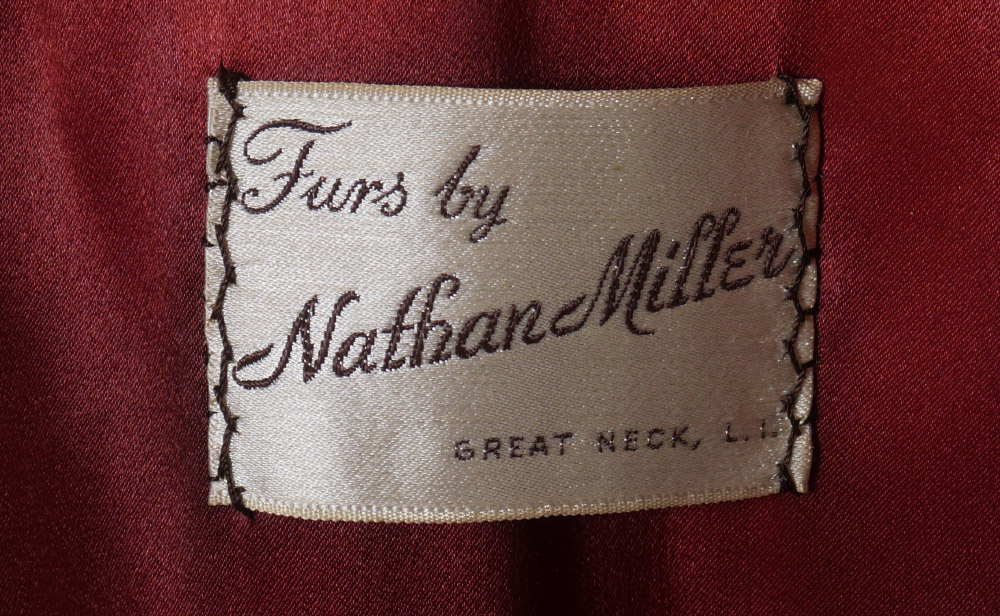 Furs by
Nathan Miller
GREAT NECK, L.I.